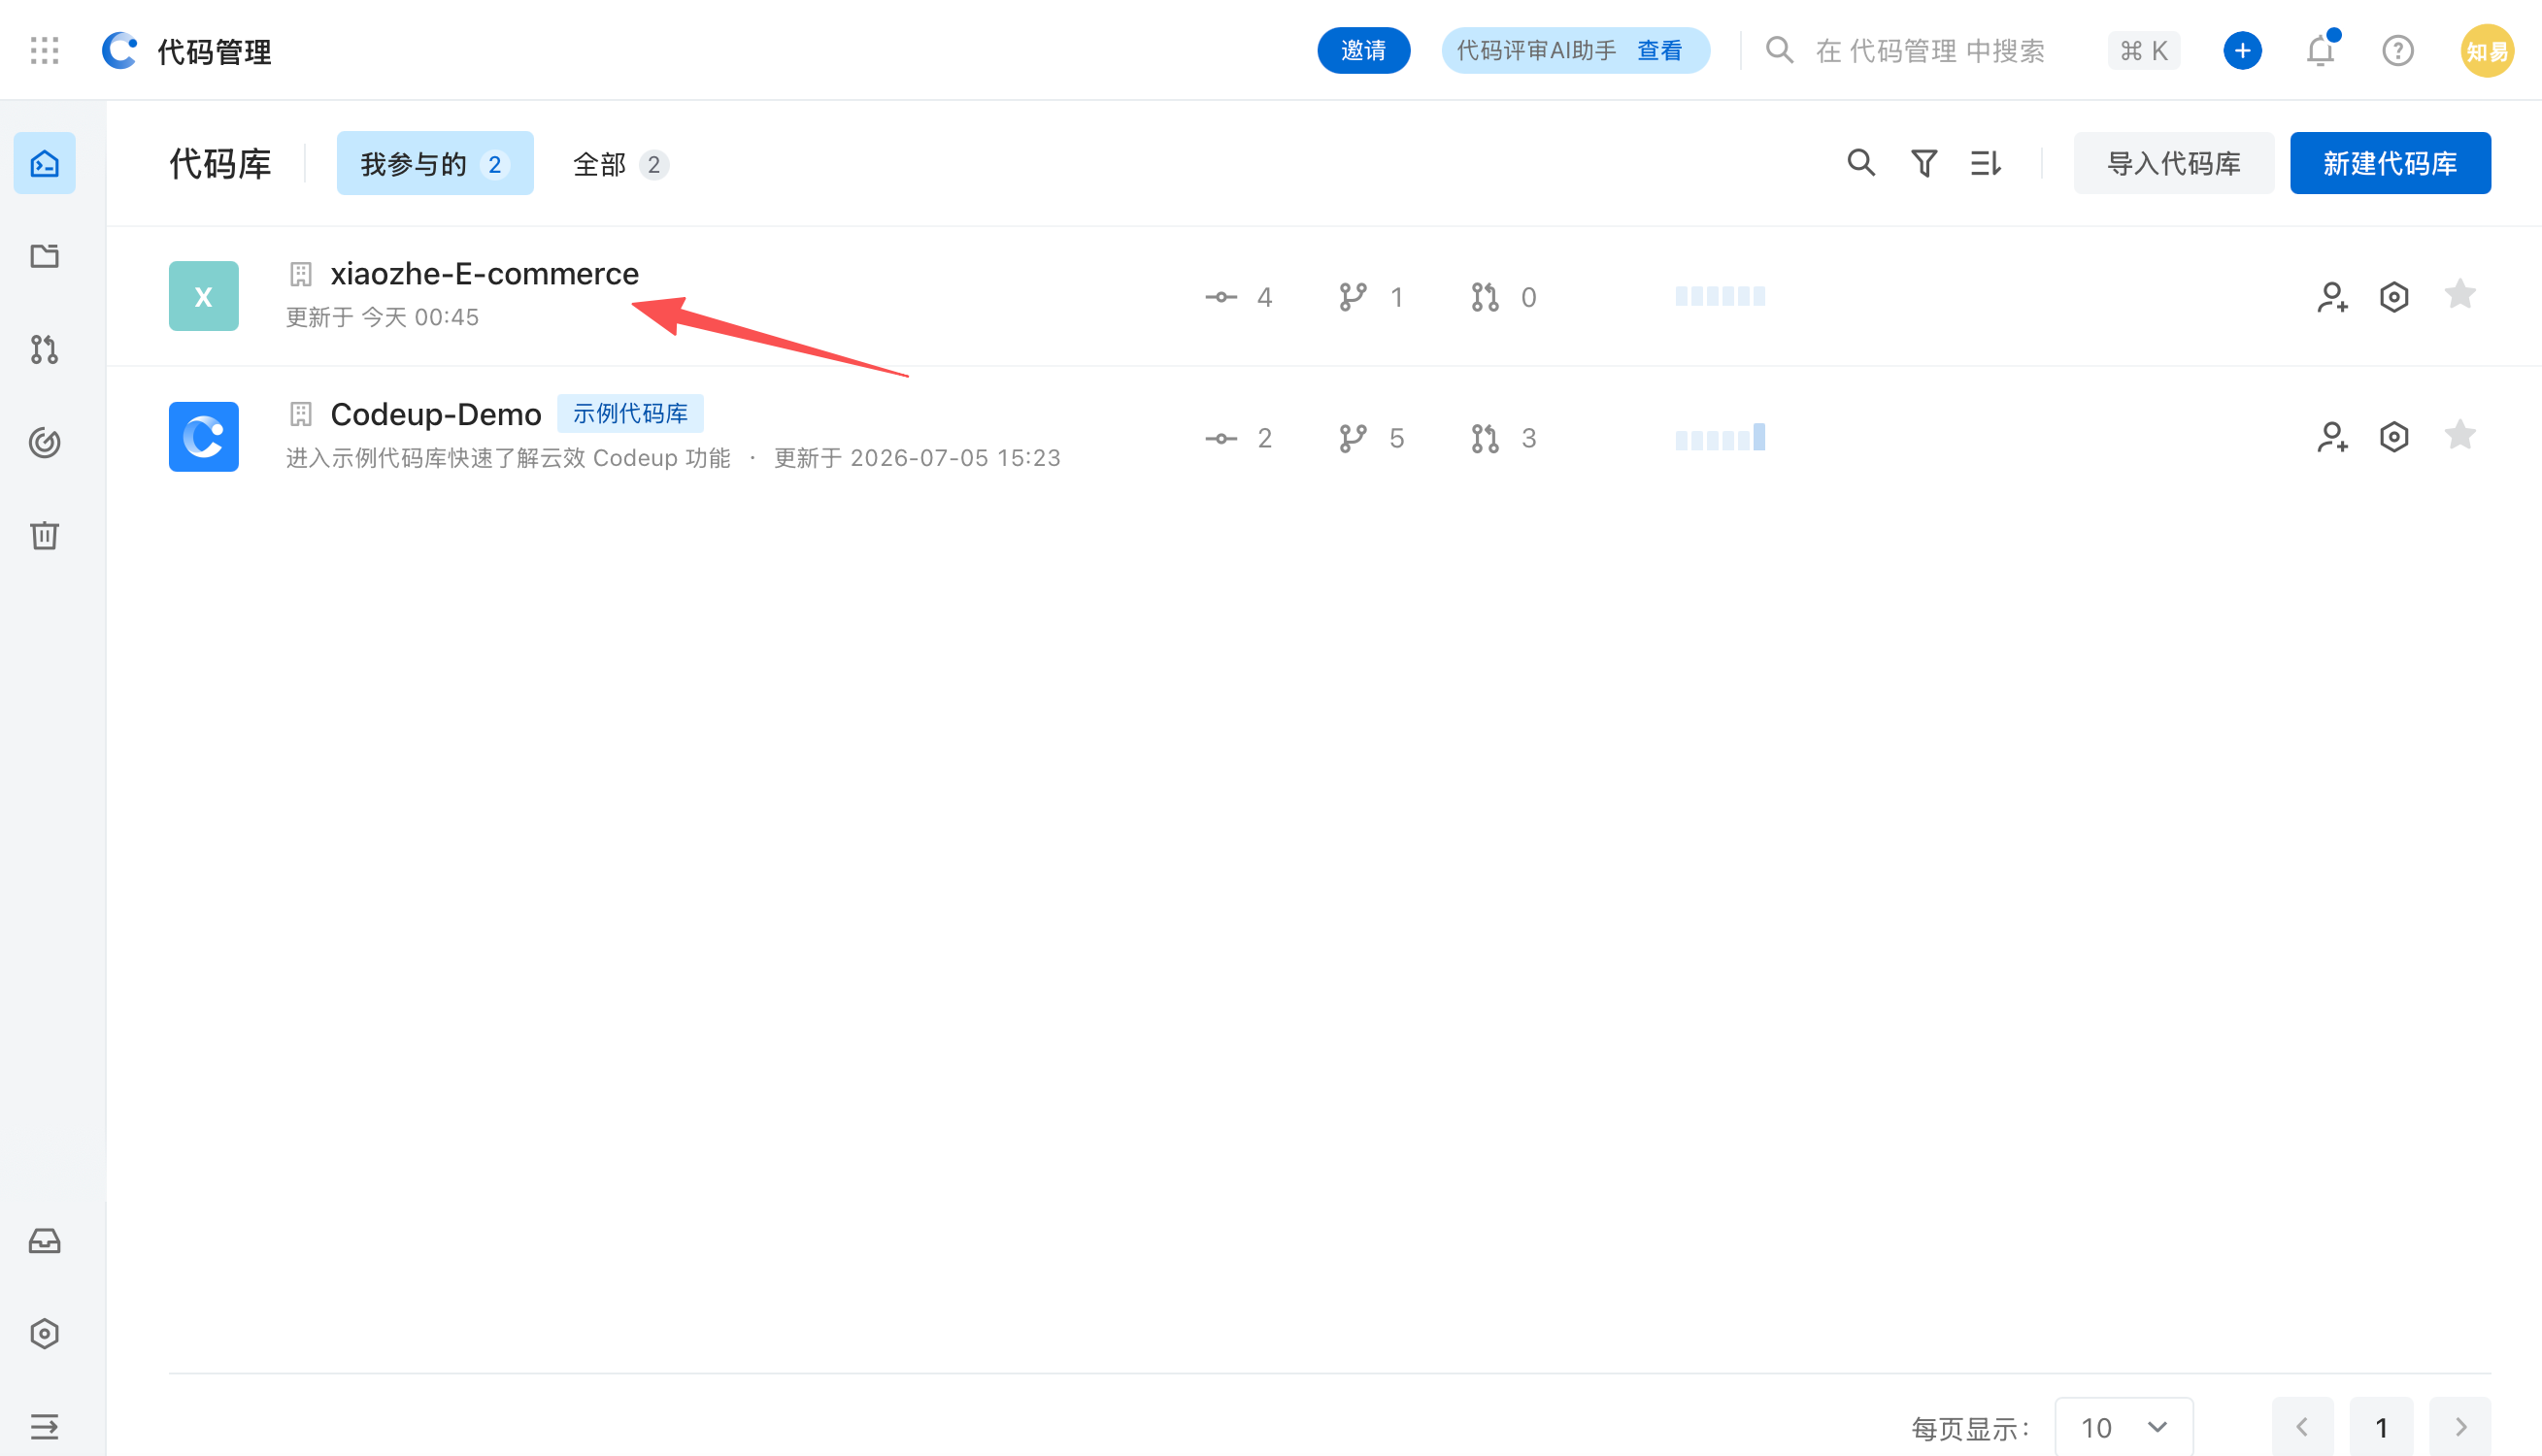 代码管理
邀请
代码评审AI助手 查看
在 代码管理 中搜索
⌘ K
知易
代码库
我参与的 2
全部 2
导入代码库
新建代码库
X
xiaozhe-E-commerce
更新于 今天 00:45
4
1
0
Codeup-Demo
示例代码库
进入示例代码库快速了解云效 Codeup 功能 · 更新于 2026-07-05 15:23
2
5
3
每页显示：
10
1